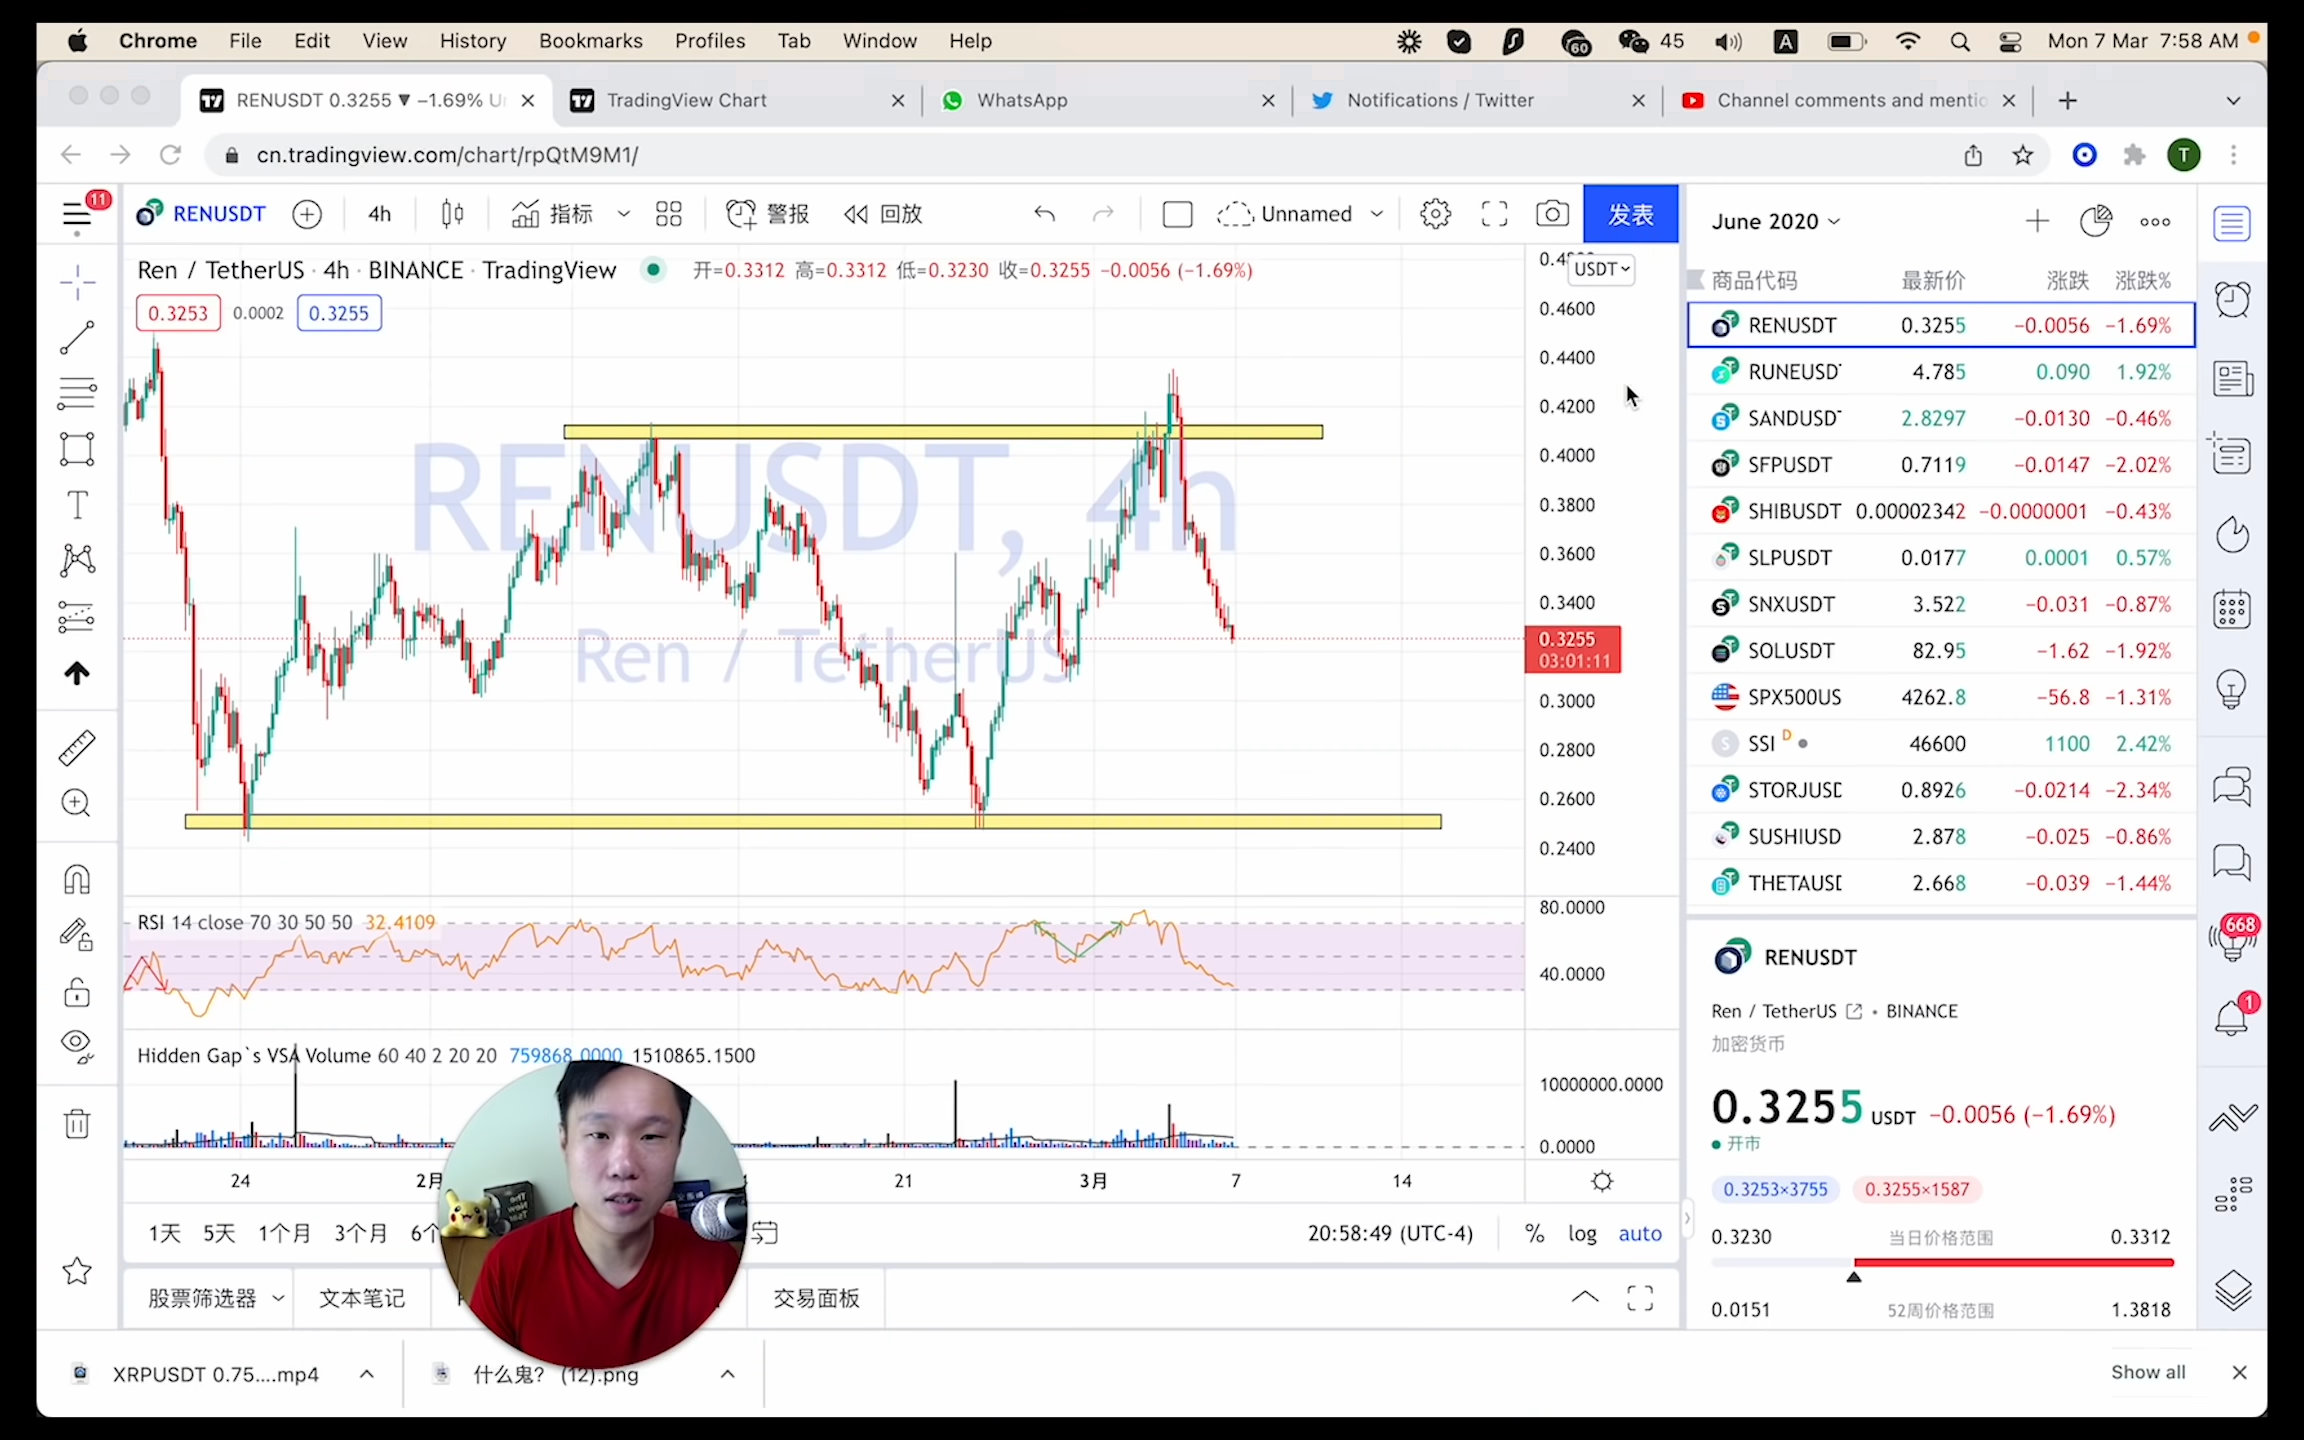 Chrome File Edit View History Bookmarks Profiles Tab Window Help 60 45 A Mon 7 Mar 7:58 AM
RENUSDT 0.3255 ▼ −1.69% TradingView Chart WhatsApp Notifications / Twitter Channel comments and mentio
cn.tradingview.com/chart/rpQtM9M1/ T
11 RENUSDT 4h 指标 警报 回放 Unnamed 发表
Ren / TetherUS · 4h · BINANCE · TradingView 开=0.3312 高=0.3312 低=0.3230 收=0.3255 −0.0056 (−1.69%)
0.3253 0.0002 0.3255
USDT
0.4600
0.4400
0.4200
0.4000
0.3800
0.3600
0.3400
0.3255
03:01:11
0.3000
0.2800
0.2600
0.2400
RENUSDT, 4h
Ren / TetherUS
RSI 14 close 70 30 50 50 32.4109
80.0000
40.0000
Hidden Gap`s VSA Volume 60 40 2 20 20 759868.0000 1510865.1500
10000000.0000
0.0000
24 2月 21 3月 7 14
1天 5天 1个月 3个月 6个 20:58:49 (UTC-4) % log auto
股票筛选器 文本笔记 交易面板
XRPUSDT 0.75....mp4 什么鬼? (12).png Show all
June 2020
商品代码 最新价 涨跌 涨跌%
RENUSDT 0.3255 −0.0056 −1.69%
RUNEUSD 4.785 0.090 1.92%
SANDUSD 2.8297 −0.0130 −0.46%
SFPUSDT 0.7119 −0.0147 −2.02%
SHIBUSDT 0.00002342 −0.0000001 −0.43%
SLPUSDT 0.0177 0.0001 0.57%
SNXUSDT 3.522 −0.031 −0.87%
SOLUSDT 82.95 −1.62 −1.92%
SPX500US 4262.8 −56.8 −1.31%
SSI D 46600 1100 2.42%
STORJUSD 0.8926 −0.0214 −2.34%
SUSHIUSD 2.878 −0.025 −0.86%
THETAUSD 2.668 −0.039 −1.44%
RENUSDT
Ren / TetherUS • BINANCE
加密货币
0.3255 USDT −0.0056 (−1.69%)
开市
0.3253×3755 0.3255×1587
0.3230 当日价格范围 0.3312
0.0151 52周价格范围 1.3818
668
1